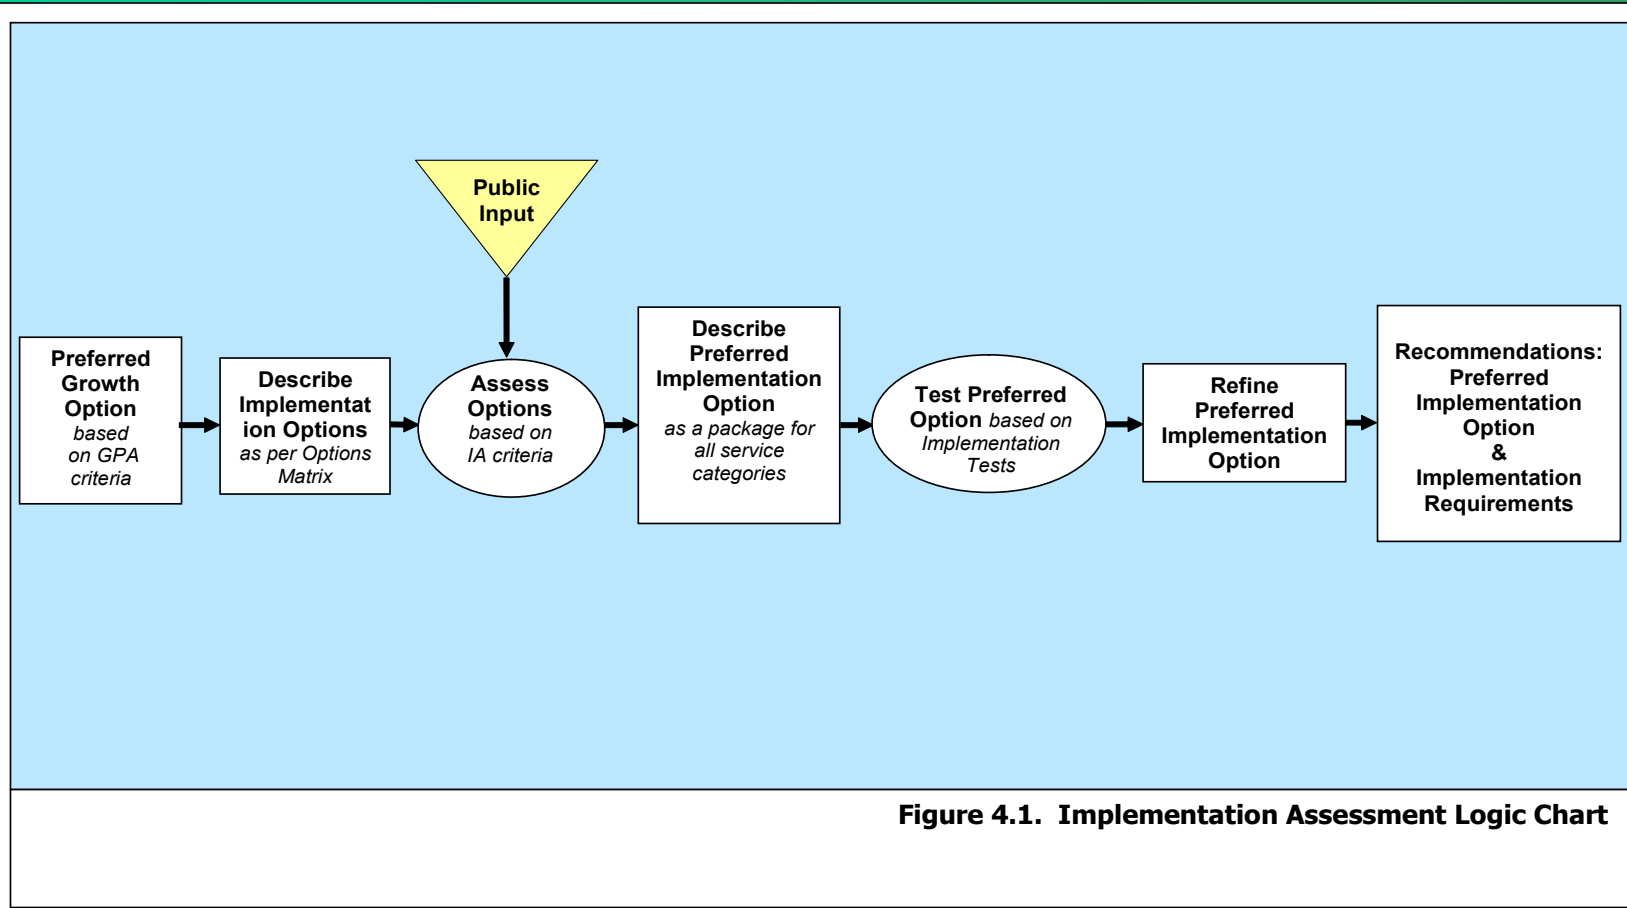 Public
Input
Preferred
Growth
Option
based
on GPA
criteria
Describe
Implementat
ion Options
as per Options
Matrix
Assess
Options
based on
IA criteria
Describe
Preferred
Implementation
Option
as a package for
all service
categories
Test Preferred
Option based on
Implementation
Tests
Refine
Preferred
Implementation
Option
Recommendations:
Preferred
Implementation
Option
&
Implementation
Requirements
Figure 4.1. Implementation Assessment Logic Chart